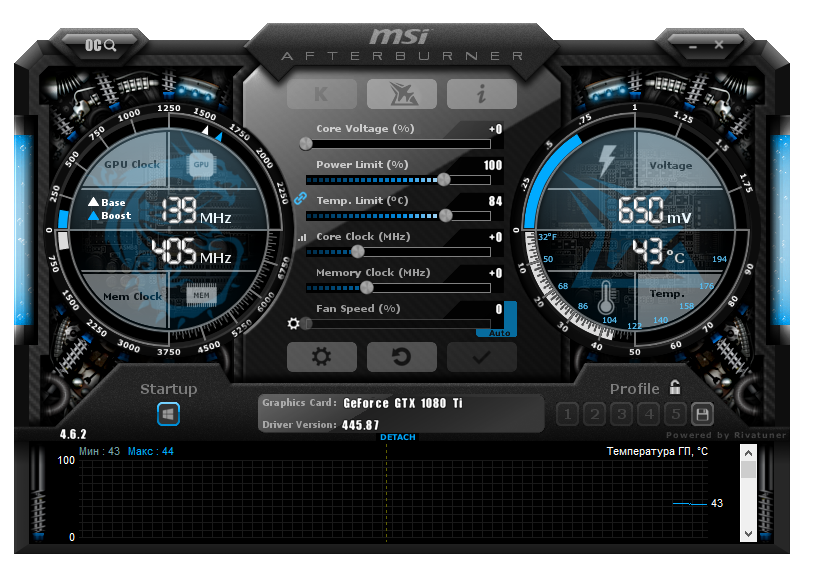 OC
msi
AFTERBURNER
K
i
GPU Clock
GPU
Base
Boost
139 MHz
405 MHz
Mem Clock
MEM
0 250 500 750 1000 1250 1500 1750 2000 2250
0 750 1500 2250 3000 3750 4500 5250 6000 6750
Core Voltage (%) +0
Power Limit (%) 100
Temp. Limit (°C) 84
Core Clock (MHz) +0
Memory Clock (MHz) +0
Fan Speed (%) 0
Auto
0 .25 .5 .75 1 1.25 1.5 1.75
Voltage
650 mV
43 °C
Temp.
32°F 50 68 86 104 122 140 158 176 194
0 10 20 30 40 50 60 70 80 90
Startup
Graphics Card: GeForce GTX 1080 Ti
Driver Version: 445.87
Profile
1 2 3 4 5
4.6.2
DETACH
Powered by Rivatuner
Мин : 43 Макс : 44
Температура ГП, °C
100
43
0